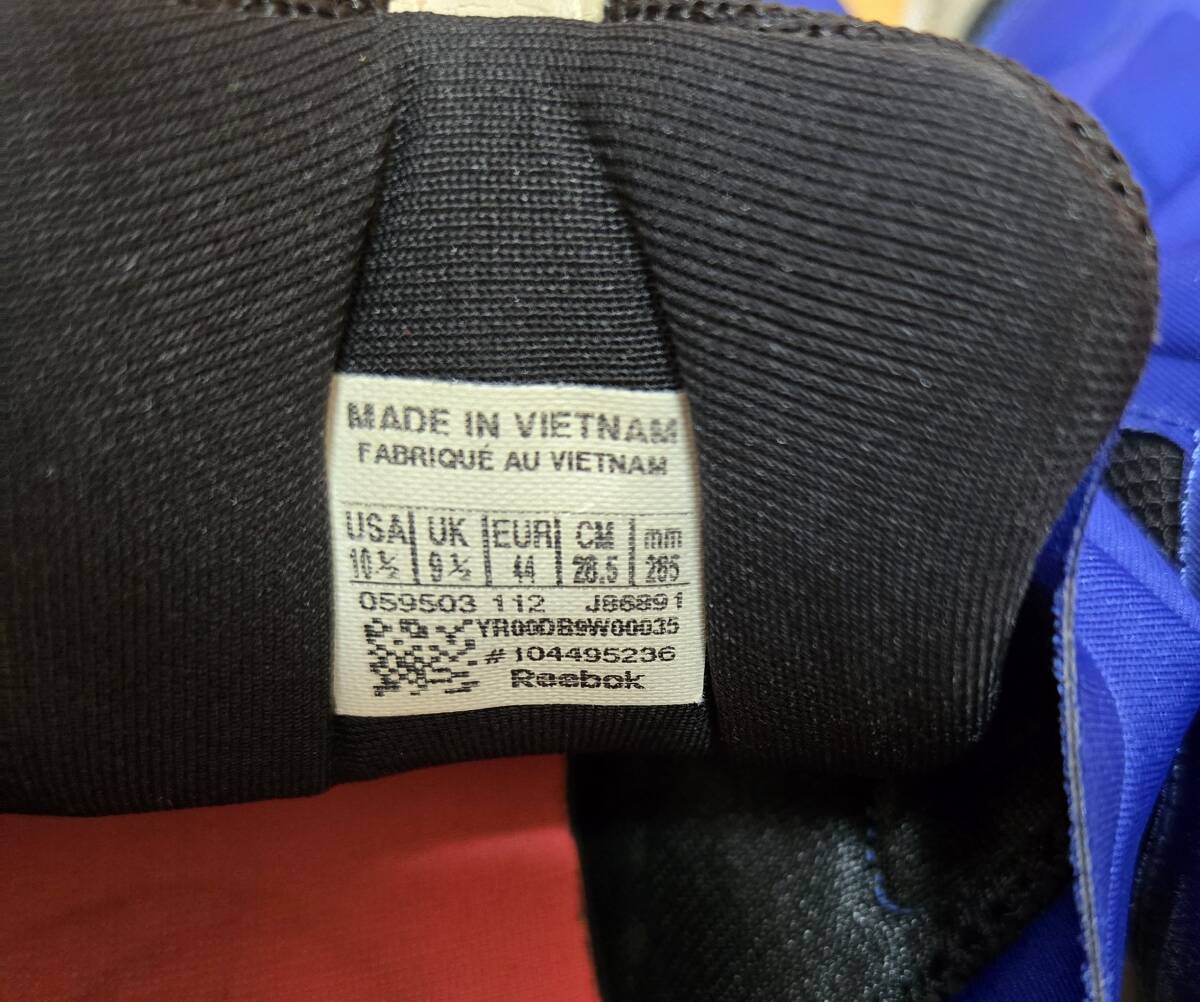 MADE IN VIETNAM
FABRIQUÉ AU VIETNAM
USA UK EUR CM mm
10½ 9½ 44 28.5 285
059503 112 J86891
YR00DB9W00035
#104495236
Reebok